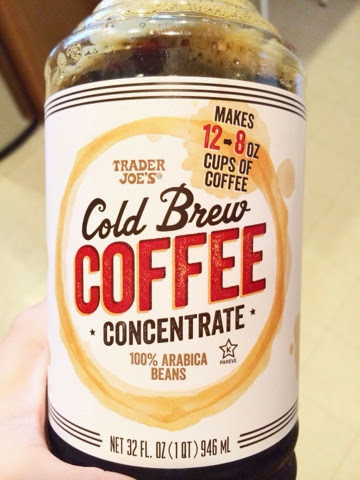 MAKES
12-8 OZ
CUPS OF
COFFEE
TRADER
JOE'S®
Cold Brew
COFFEE
CONCENTRATE
100% ARABICA
BEANS
K
PAREVE
NET 32 FL. OZ (1 QT) 946 ML